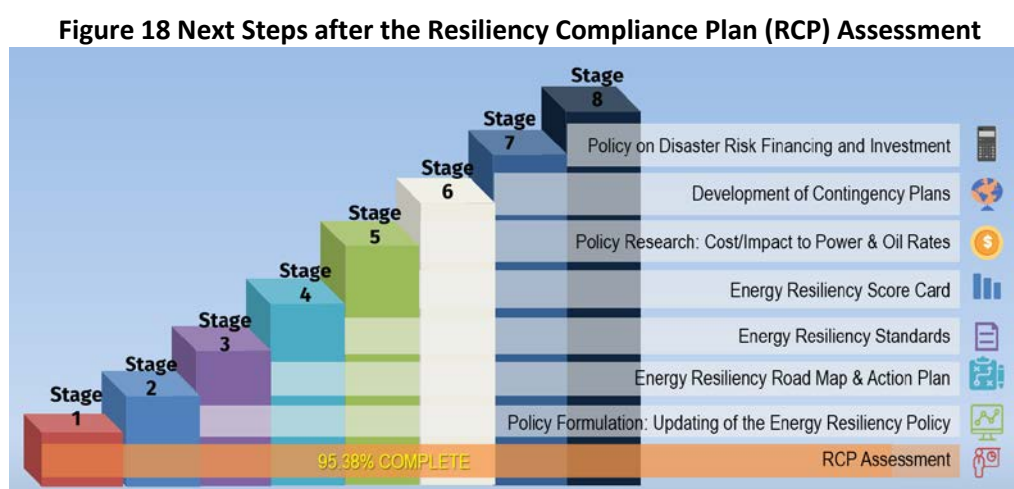 Figure 18 Next Steps after the Resiliency Compliance Plan (RCP) Assessment
Stage
8
Stage
7
Policy on Disaster Risk Financing and Investment
Stage
6
Development of Contingency Plans
Stage
5
Policy Research: Cost/Impact to Power & Oil Rates
Stage
4
Energy Resiliency Score Card
$
Stage
3
Energy Resiliency Standards
Stage
2
Energy Resiliency Road Map & Action Plan
Stage
1
Policy Formulation: Updating of the Energy Resiliency Policy
95.38% COMPLETE
RCP Assessment